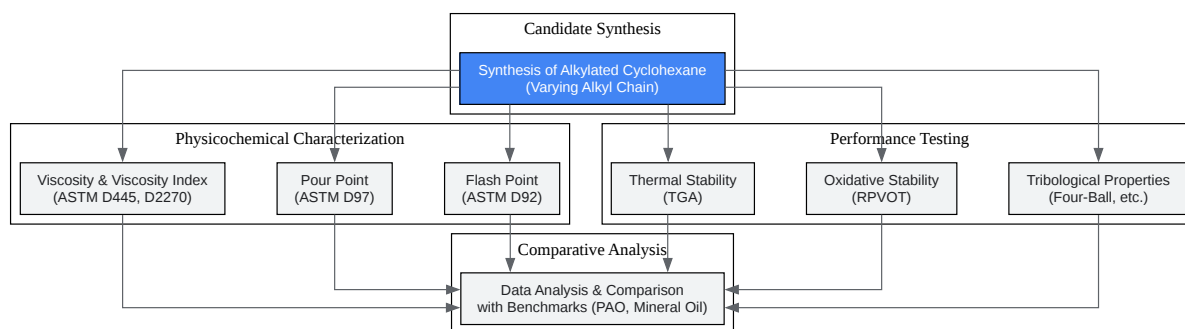 Candidate Synthesis
Synthesis of Alkylated Cyclohexane
(Varying Alkyl Chain)
Physicochemical Characterization
Performance Testing
Viscosity & Viscosity Index
(ASTM D445, D2270)
Pour Point
(ASTM D97)
Flash Point
(ASTM D92)
Thermal Stability
(TGA)
Oxidative Stability
(RPVOT)
Tribological Properties
(Four-Ball, etc.)
Comparative Analysis
Data Analysis & Comparison
with Benchmarks (PAO, Mineral Oil)